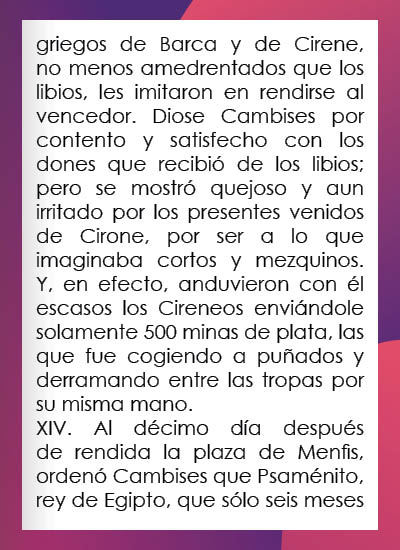 griegos de Barca y de Cirene,
no menos amedrentados que los
libios, les imitaron en rendirse al
vencedor. Diose Cambises por
contento y satisfecho con los
dones que recibió de los libios;
pero se mostró quejoso y aun
irritado por los presentes venidos
de Cirone, por ser a lo que
imaginaba cortos y mezquinos.
Y, en efecto, anduvieron con él
escasos los Cireneos enviándole
solamente 500 minas de plata, las
que fue cogiendo a puñados y
derramando entre las tropas por
su misma mano.
XIV. Al décimo día después
de rendida la plaza de Menfis,
ordenó Cambises que Psaménito,
rey de Egipto, que sólo seis meses